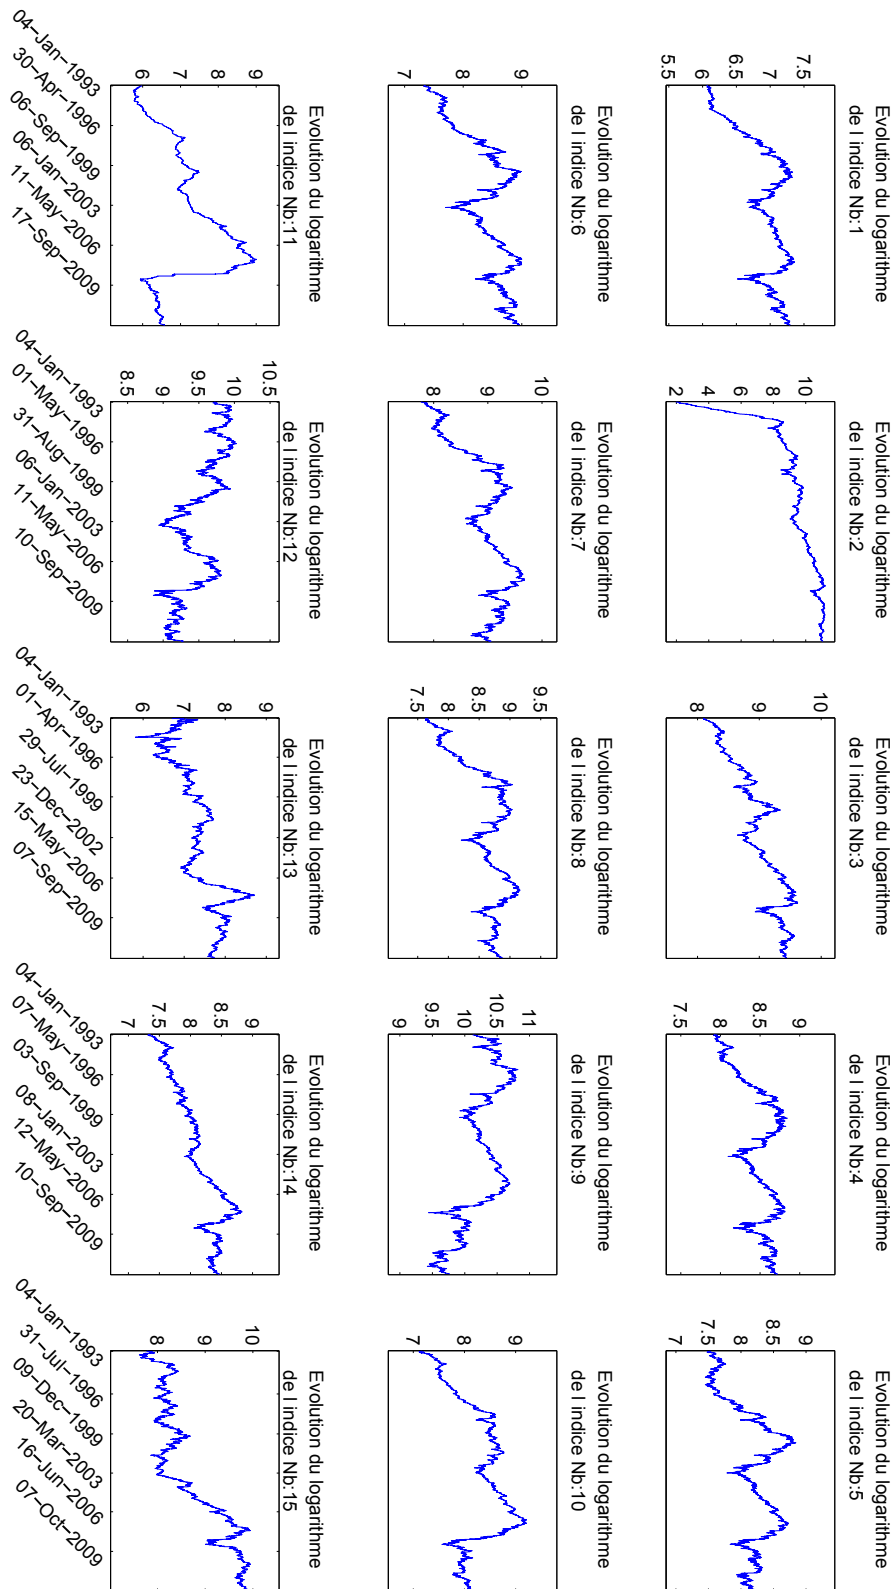 Evolution du logarithme
de l indice Nb:1
7.5
7
6.5
6
5.5
Evolution du logarithme
de l indice Nb:2
10
8
6
4
2
Evolution du logarithme
de l indice Nb:3
10
9
8
Evolution du logarithme
de l indice Nb:4
9
8.5
8
7.5
Evolution du logarithme
de l indice Nb:5
8.5
8
7.5
7
Evolution du logarithme
de l indice Nb:6
9
8
7
Evolution du logarithme
de l indice Nb:7
10
9
8
Evolution du logarithme
de l indice Nb:8
9.5
9
8.5
8
7.5
Evolution du logarithme
de l indice Nb:9
11
10.5
10
9.5
9
Evolution du logarithme
de l indice Nb:10
9
8
7
Evolution du logarithme
de l indice Nb:11
9
8
7
6
04−Jan−1993
30−Apr−1996
06−Sep−1999
06−Jan−2003
11−May−2006
17−Sep−2009
Evolution du logarithme
de l indice Nb:12
10.5
10
9.5
9
8.5
04−Jan−1993
01−May−1996
31−Aug−1999
06−Jan−2003
11−May−2006
10−Sep−2009
Evolution du logarithme
de l indice Nb:13
9
8
7
6
04−Jan−1993
01−Apr−1996
29−Jul−1999
23−Dec−2002
15−May−2006
07−Sep−2009
Evolution du logarithme
de l indice Nb:14
9
8.5
8
7.5
7
04−Jan−1993
07−May−1996
03−Sep−1999
08−Jan−2003
12−May−2006
10−Sep−2009
Evolution du logarithme
de l indice Nb:15
10
9
8
04−Jan−1993
31−Jul−1996
09−Dec−1999
20−Mar−2003
16−Jun−2006
07−Oct−2009